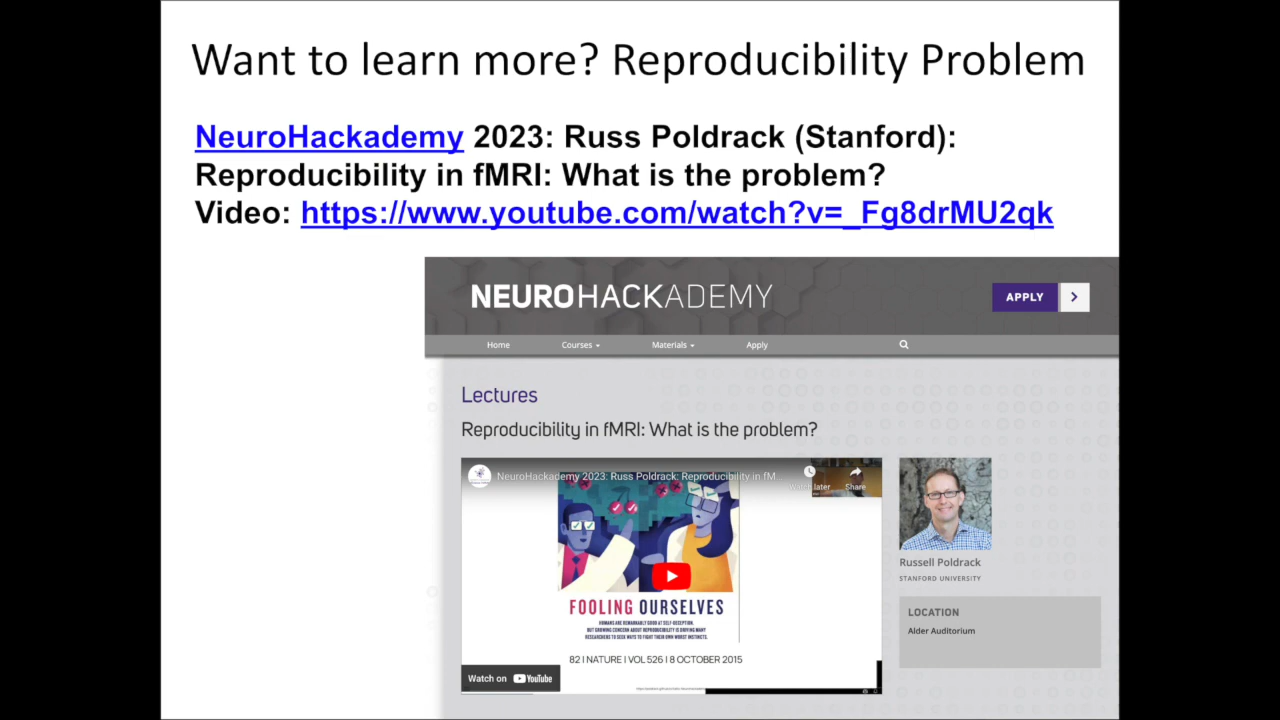 Want to learn more? Reproducibility Problem
NeuroHackademy 2023: Russ Poldrack (Stanford):
Reproducibility in fMRI: What is the problem?
Video: https://www.youtube.com/watch?v=_Fg8drMU2qk
NEUROHACKADEMY
APPLY
Home Courses Materials Apply
Lectures
Reproducibility in fMRI: What is the problem?
NeuroHackademy 2023: Russ Poldrack: Reproducibility in fM...
Watch later Share
FOOLING OURSELVES
HUMANS ARE REMARKABLY GOOD AT SELF-DECEPTION.
BUT GROWING CONCERN ABOUT REPRODUCIBILITY IS DRIVING MANY
RESEARCHERS TO SEEK WAYS TO FIGHT THEIR OWN WORST INSTINCTS.
82 | NATURE | VOL 526 | 8 OCTOBER 2015
Watch on YouTube
Russell Poldrack
STANFORD UNIVERSITY
LOCATION
Alder Auditorium